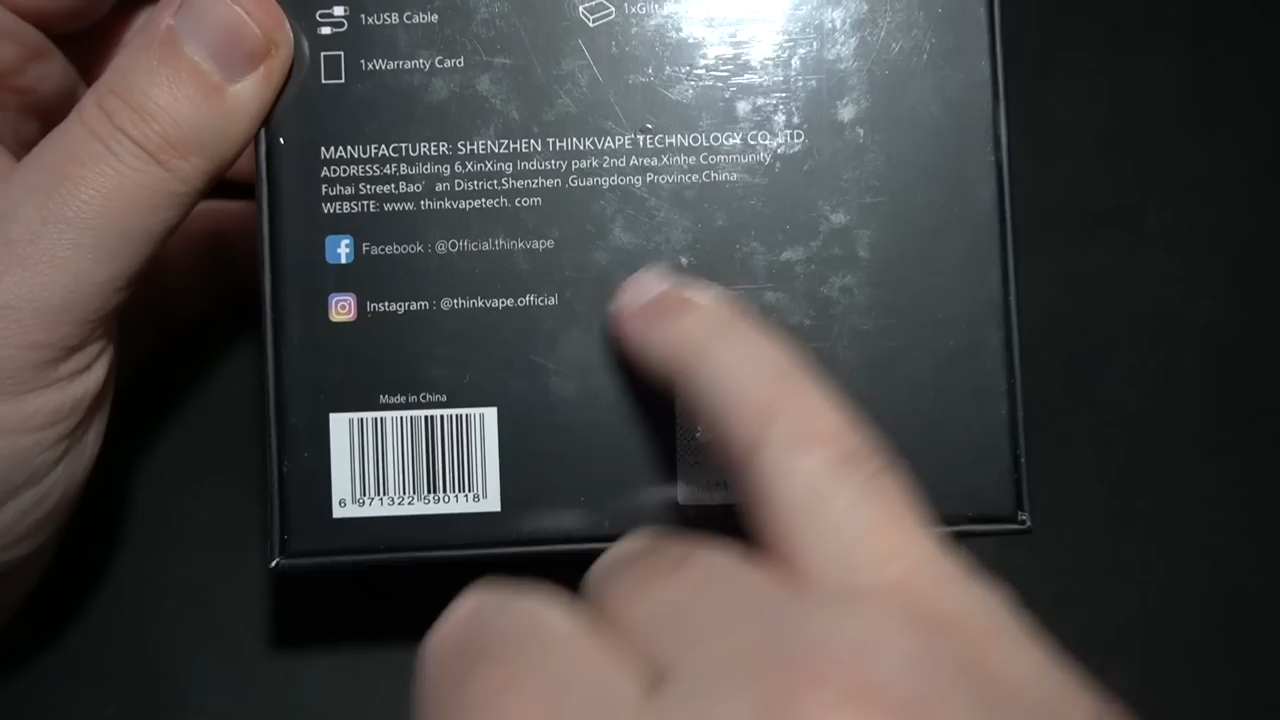 1xUSB Cable
1xGift
1xWarranty Card
MANUFACTURER: SHENZHEN THINKVAPE TECHNOLOGY CO.,LTD
ADDRESS:4F,Building 6,XinXing Industry park 2nd Area,Xinhe Community,
Fuhai Street,Bao' an District,Shenzhen ,Guangdong Province,China.
WEBSITE: www. thinkvapetech. com
Facebook : @Official.thinkvape
Instagram : @thinkvape.official
Made in China
6 971322 590118